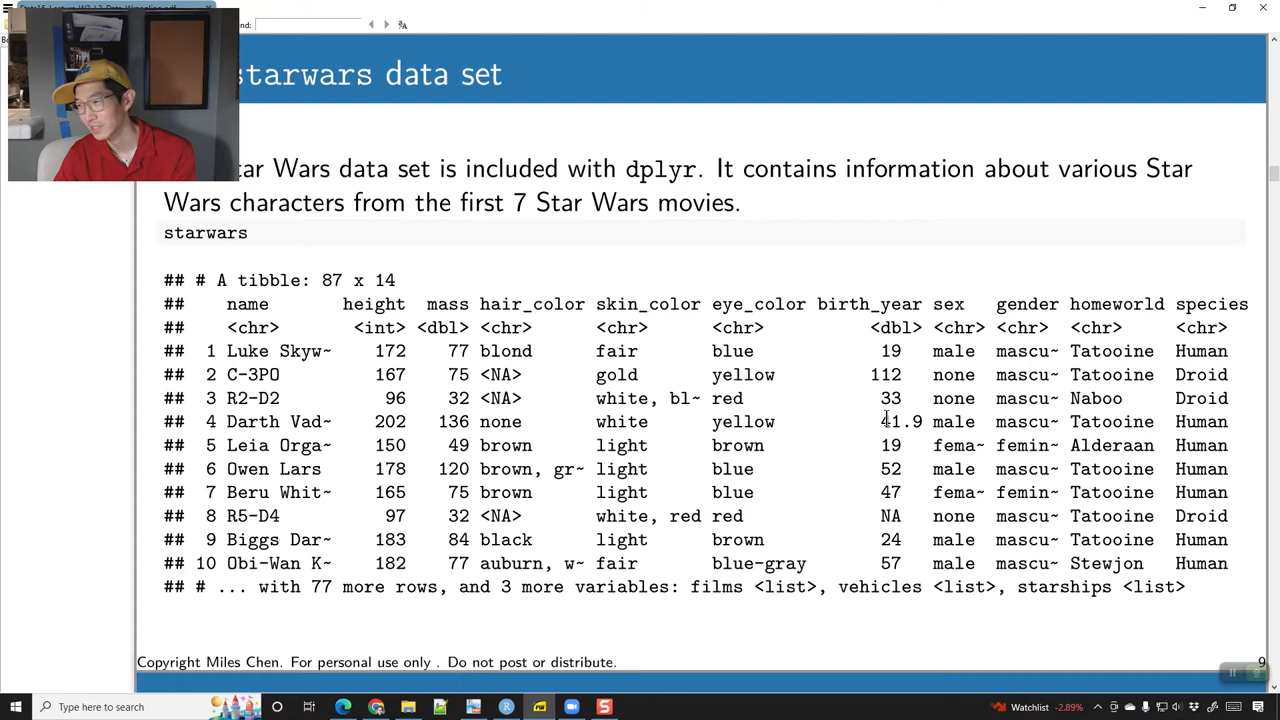 nd:
starwars data set
tar Wars data set is included with dplyr. It contains information about various Star
Wars characters from the first 7 Star Wars movies.
starwars
## # A tibble: 87 x 14
## name height mass hair_color skin_color eye_color birth_year sex gender homeworld species
## <chr> <int> <dbl> <chr> <chr> <chr> <dbl> <chr> <chr> <chr> <chr>
## 1 Luke Skyw~ 172 77 blond fair blue 19 male mascu~ Tatooine Human
## 2 C-3PO 167 75 <NA> gold yellow 112 none mascu~ Tatooine Droid
## 3 R2-D2 96 32 <NA> white, bl~ red 33 none mascu~ Naboo Droid
## 4 Darth Vad~ 202 136 none white yellow 41.9 male mascu~ Tatooine Human
## 5 Leia Orga~ 150 49 brown light brown 19 fema~ femin~ Alderaan Human
## 6 Owen Lars 178 120 brown, gr~ light blue 52 male mascu~ Tatooine Human
## 7 Beru Whit~ 165 75 brown light blue 47 fema~ femin~ Tatooine Human
## 8 R5-D4 97 32 <NA> white, red red NA none mascu~ Tatooine Droid
## 9 Biggs Dar~ 183 84 black light brown 24 male mascu~ Tatooine Human
## 10 Obi-Wan K~ 182 77 auburn, w~ fair blue-gray 57 male mascu~ Stewjon Human
## # ... with 77 more rows, and 3 more variables: films <list>, vehicles <list>, starships <list>
Copyright Miles Chen. For personal use only . Do not post or distribute.
9
Type here to search
Watchlist -2.89%